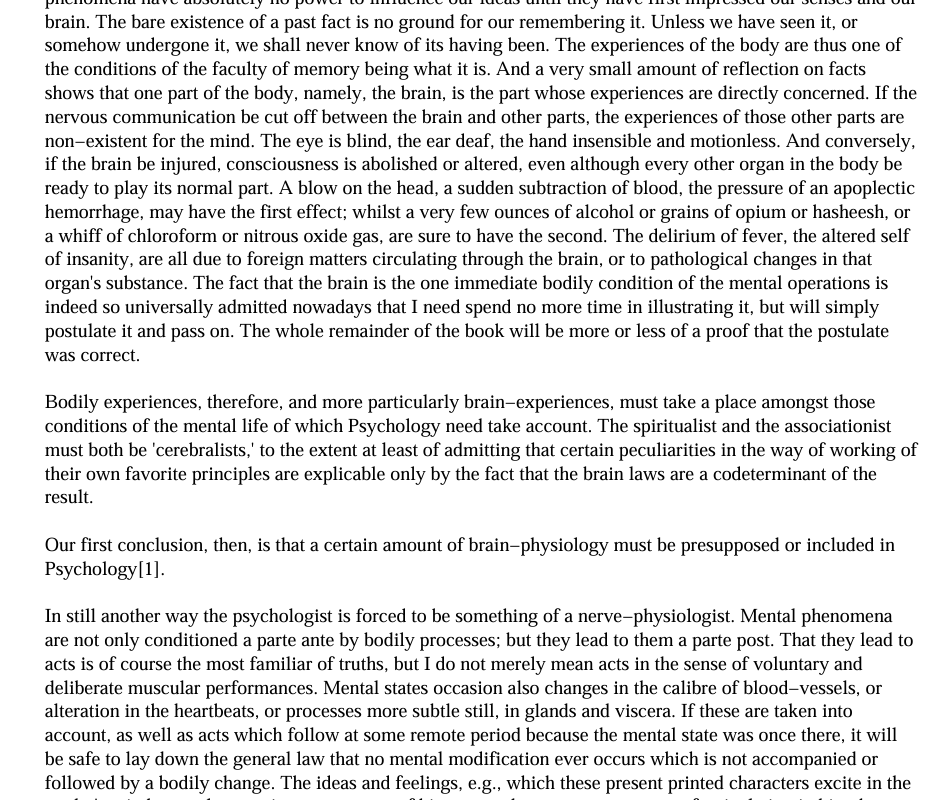 phenomena have absolutely no power to influence our ideas until they have first impressed our senses and our
brain. The bare existence of a past fact is no ground for our remembering it. Unless we have seen it, or
somehow undergone it, we shall never know of its having been. The experiences of the body are thus one of
the conditions of the faculty of memory being what it is. And a very small amount of reflection on facts
shows that one part of the body, namely, the brain, is the part whose experiences are directly concerned. If the
nervous communication be cut off between the brain and other parts, the experiences of those other parts are
non−existent for the mind. The eye is blind, the ear deaf, the hand insensible and motionless. And conversely,
if the brain be injured, consciousness is abolished or altered, even although every other organ in the body be
ready to play its normal part. A blow on the head, a sudden subtraction of blood, the pressure of an apoplectic
hemorrhage, may have the first effect; whilst a very few ounces of alcohol or grains of opium or hasheesh, or
a whiff of chloroform or nitrous oxide gas, are sure to have the second. The delirium of fever, the altered self
of insanity, are all due to foreign matters circulating through the brain, or to pathological changes in that
organ's substance. The fact that the brain is the one immediate bodily condition of the mental operations is
indeed so universally admitted nowadays that I need spend no more time in illustrating it, but will simply
postulate it and pass on. The whole remainder of the book will be more or less of a proof that the postulate
was correct.
Bodily experiences, therefore, and more particularly brain−experiences, must take a place amongst those
conditions of the mental life of which Psychology need take account. The spiritualist and the associationist
must both be 'cerebralists,' to the extent at least of admitting that certain peculiarities in the way of working of
their own favorite principles are explicable only by the fact that the brain laws are a codeterminant of the
result.
Our first conclusion, then, is that a certain amount of brain−physiology must be presupposed or included in
Psychology[1].
In still another way the psychologist is forced to be something of a nerve−physiologist. Mental phenomena
are not only conditioned a parte ante by bodily processes; but they lead to them a parte post. That they lead to
acts is of course the most familiar of truths, but I do not merely mean acts in the sense of voluntary and
deliberate muscular performances. Mental states occasion also changes in the calibre of blood−vessels, or
alteration in the heartbeats, or processes more subtle still, in glands and viscera. If these are taken into
account, as well as acts which follow at some remote period because the mental state was once there, it will
be safe to lay down the general law that no mental modification ever occurs which is not accompanied or
followed by a bodily change. The ideas and feelings, e.g., which these present printed characters excite in the